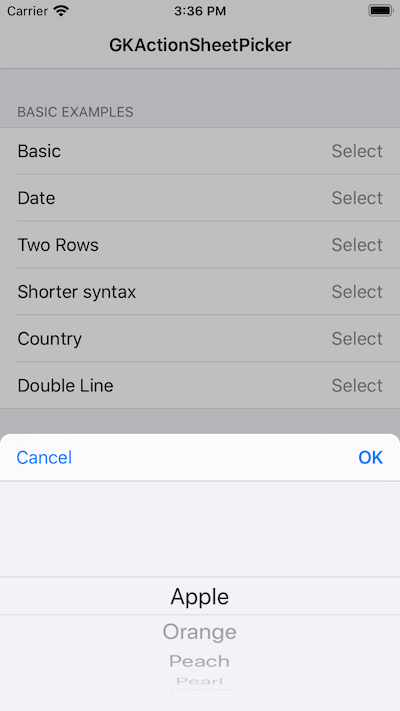 Carrier 3:36 PM
GKActionSheetPicker
BASIC EXAMPLES
Basic Select
Date Select
Two Rows Select
Shorter syntax Select
Country Select
Double Line Select
Cancel OK
Apple
Orange
Peach
Pearl